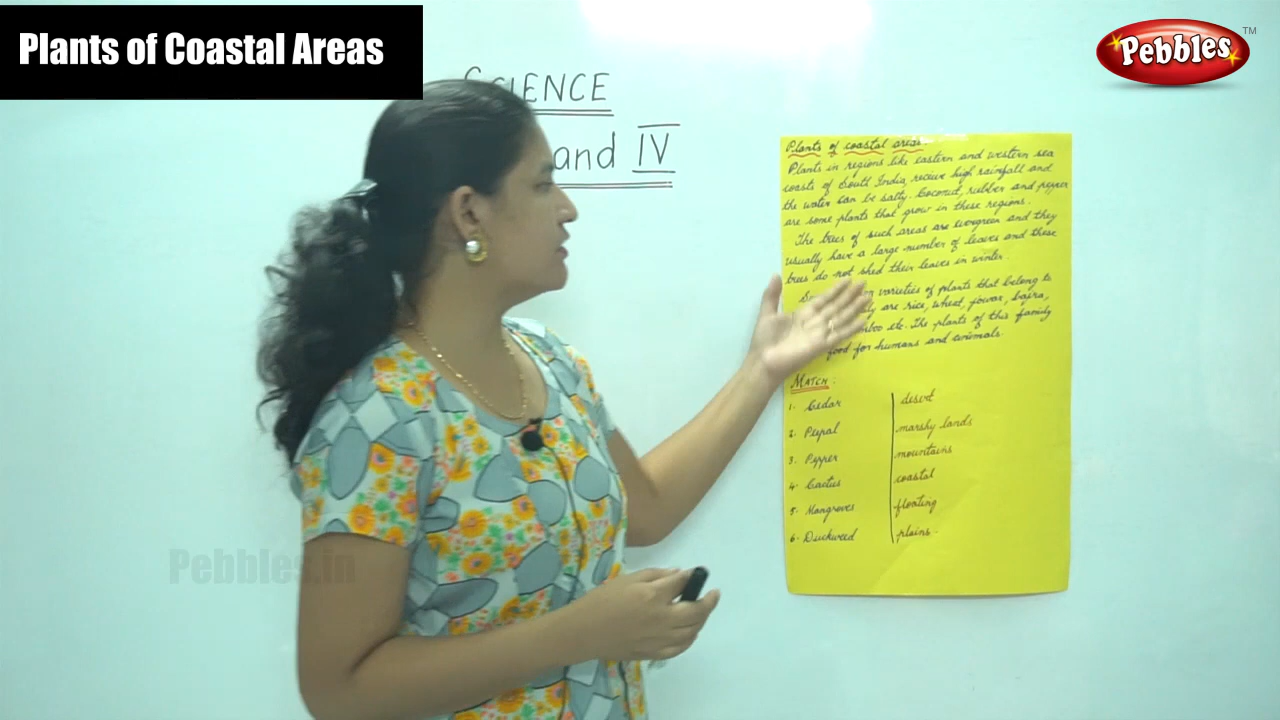 Plants of Coastal Areas
Pebbles™
SCIENCE
and IV
Plants of coastal areas.
Plants in regions like eastern and western sea
coasts of South India, receive high rainfall and
the water can be salty. Coconut, rubber and pepper
are some plants that grow in these regions.
The trees of such areas are evergreen and they
usually have a large number of leaves and these
trees do not shed their leaves in winter.
varieties of plants that belong to
are rice, wheat, jowar, bajra,
etc. The plants of this family
food for humans and animals.
MATCH:
1. Cedar desert
2. Peepal marshy lands
3. Pepper mountains
4. Cactus coastal
5. Mangroves floating
6. Duckweed plains
Pebbles.in